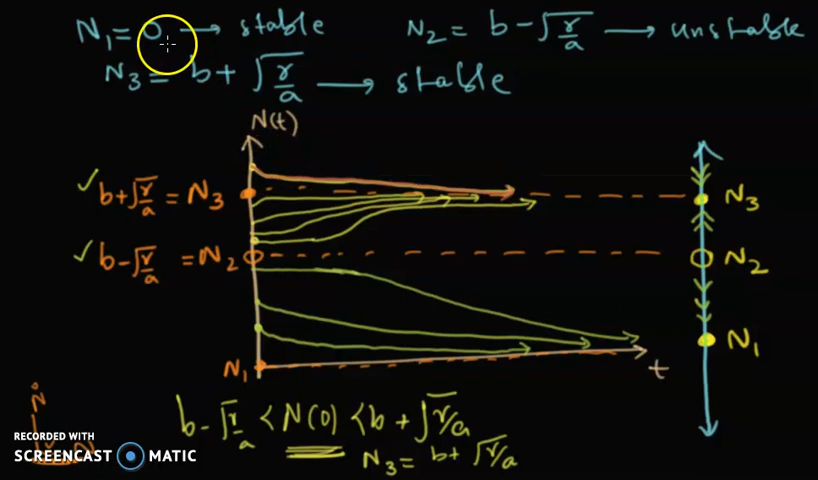 N₁ = 0 → stable N₂ = b - √(r/a) → unstable
N₃ = b + √(r/a) → stable
N(t)
✓ b+√(r/a) = N₃ N₃
✓ b-√(r/a) = N₂ N₂
N₁ N₁
t
b - √(r/a) < N(0) < b + √(r/a)
N₃ = b+ √(r/a)
Ṅ
N
RECORDED WITH
SCREENCAST MATIC